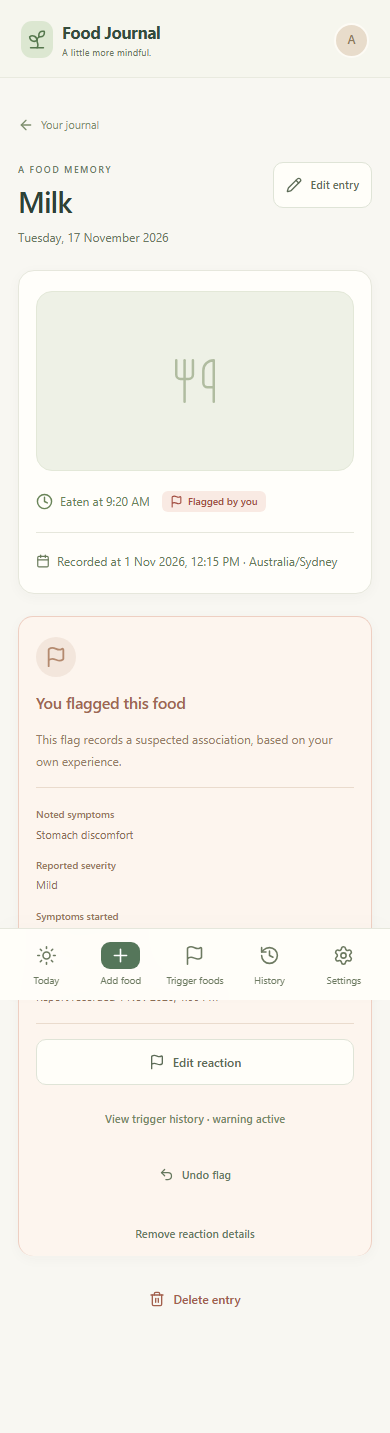 Food Journal
A little more mindful.
A
Your journal
A FOOD MEMORY
Milk
Edit entry
Tuesday, 17 November 2026
Eaten at 9:20 AM
Flagged by you
Recorded at 1 Nov 2026, 12:15 PM · Australia/Sydney
You flagged this food
This flag records a suspected association, based on your
own experience.
Noted symptoms
Stomach discomfort
Reported severity
Mild
Symptoms started
Today
Add food
Trigger foods
History
Settings
Edit reaction
View trigger history · warning active
Undo flag
Remove reaction details
Delete entry